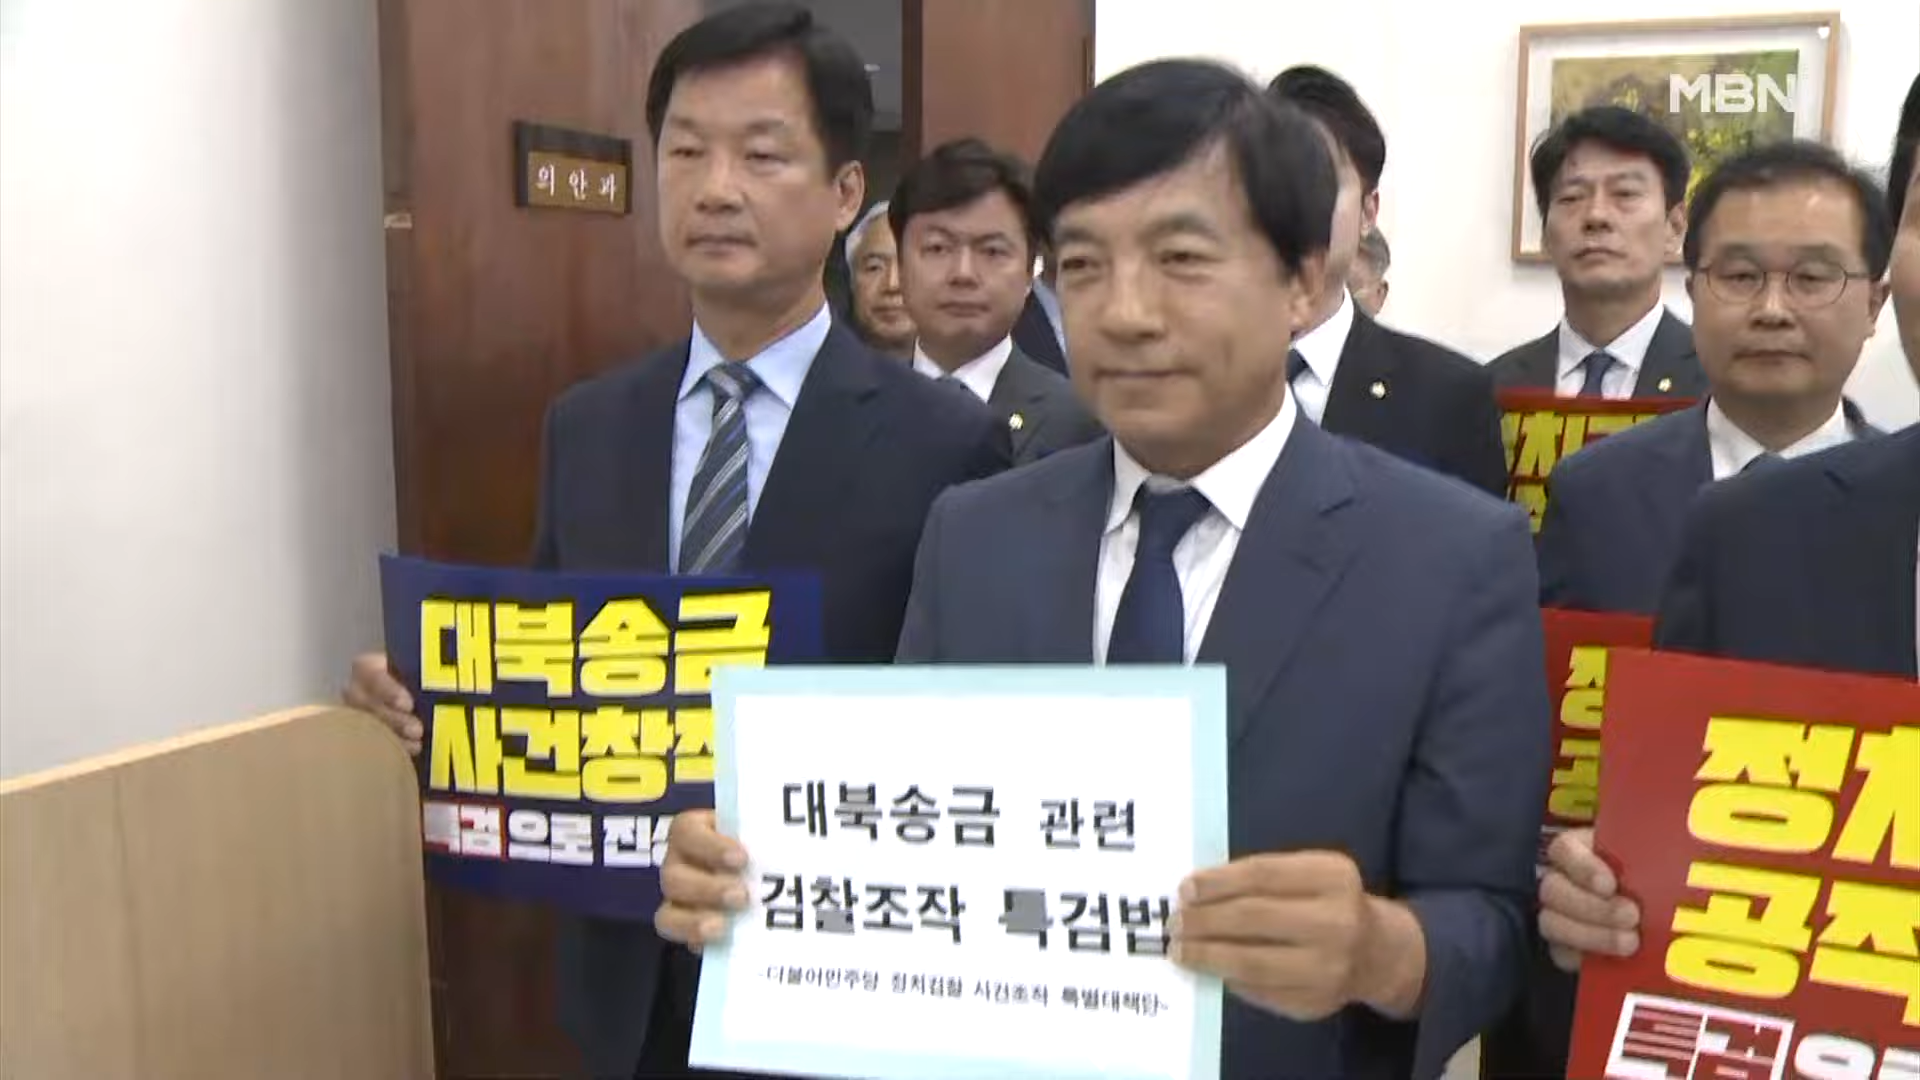 MBN
의안과
대북송금
사건창작
특검으로
대북송금 관련
검찰조작 특검법
-더불어민주당 정치검찰 사건조작 특별대책단-
정치
공작
특검으